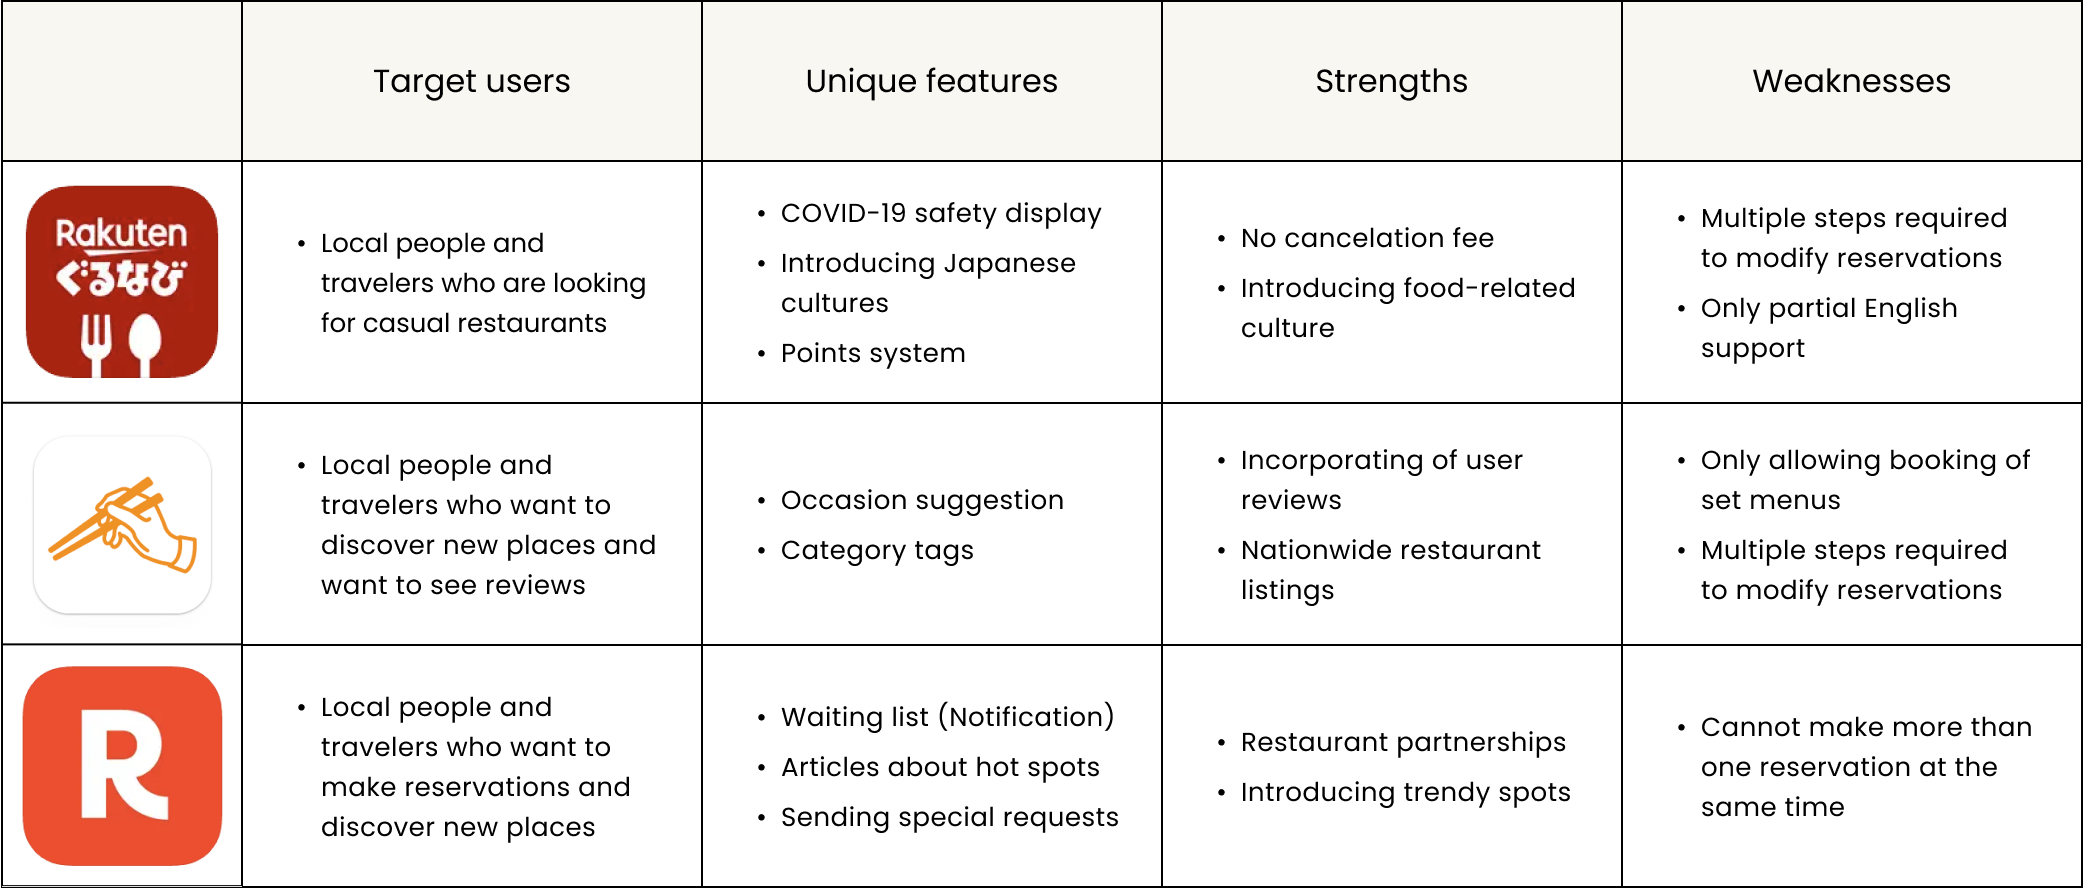 Target users
Unique features
Strengths
Weaknesses
Rakuten
ぐるなび
• Local people and
travelers who are looking
for casual restaurants
• COVID-19 safety display
• Introducing Japanese
cultures
• Points system
• No cancelation fee
• Introducing food-related
culture
• Multiple steps required
to modify reservations
• Only partial English
support
• Local people and
travelers who want to
discover new places and
want to see reviews
• Occasion suggestion
• Category tags
• Incorporating of user
reviews
• Nationwide restaurant
listings
• Only allowing booking of
set menus
• Multiple steps required
to modify reservations
R
• Local people and
travelers who want to
make reservations and
discover new places
• Waiting list (Notification)
• Articles about hot spots
• Sending special requests
• Restaurant partnerships
• Introducing trendy spots
• Cannot make more than
one reservation at the
same time